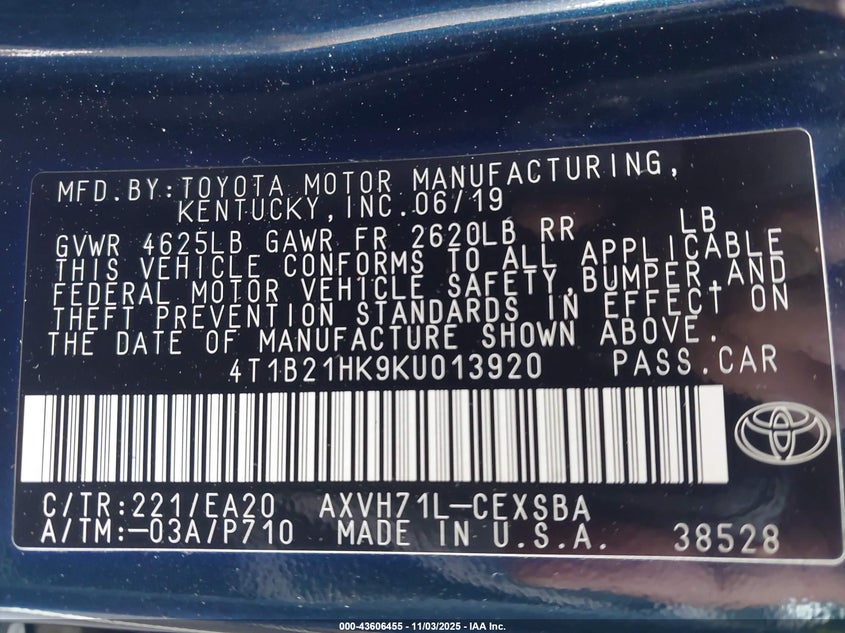 MFD.BY:TOYOTA MOTOR MANUFACTURING,
KENTUCKY,INC.06/19
GVWR 4625LB GAWR FR 2620LB RR LB
THIS VEHICLE CONFORMS TO ALL APPLICABLE
FEDERAL MOTOR VEHICLE SAFETY,BUMPER,AND
THEFT PREVENTION STANDARDS IN EFFECT ON
THE DATE OF MANUFACTURE SHOWN ABOVE.
4T1B21HK9KU013920 PASS.CAR
C/TR:221/EA20 AXVH71L-CEXSBA
A/TM:-03A/P710 MADE IN U.S.A. 38528
000-43606455 - 11/03/2025 - IAA Inc.